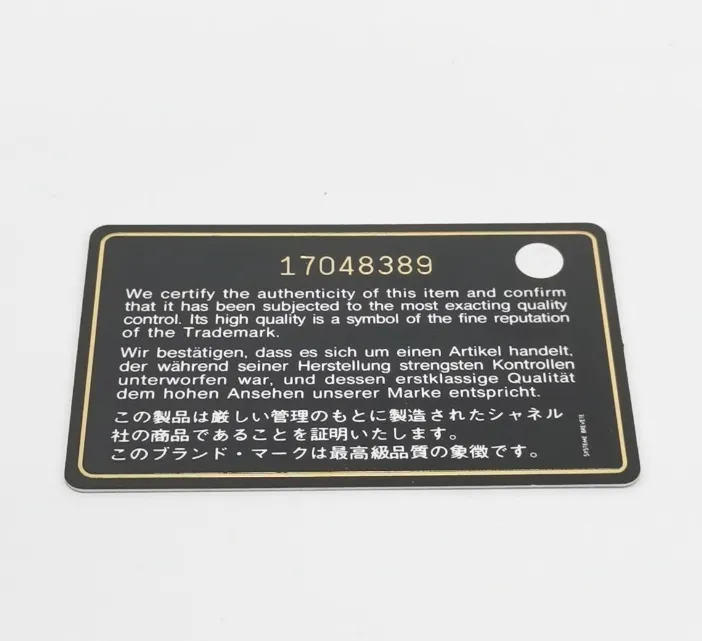 17048389
We certify the authenticity of this item and confirm
that it has been subjected to the most exacting quality
control. Its high quality is a symbol of the fine reputation
of the Trademark.
Wir bestätigen, dass es sich um einen Artikel handelt,
der während seiner Herstellung strengsten Kontrollen
unterworfen war, und dessen erstklassige Qualität
dem hohen Ansehen unserer Marke entspricht.
この製品は厳しい管理のもとに製造されたシャネル
社の商品であることを証明いたします。
このブランド・マークは最高級品質の象徴です。
SYSTEME BREVETE